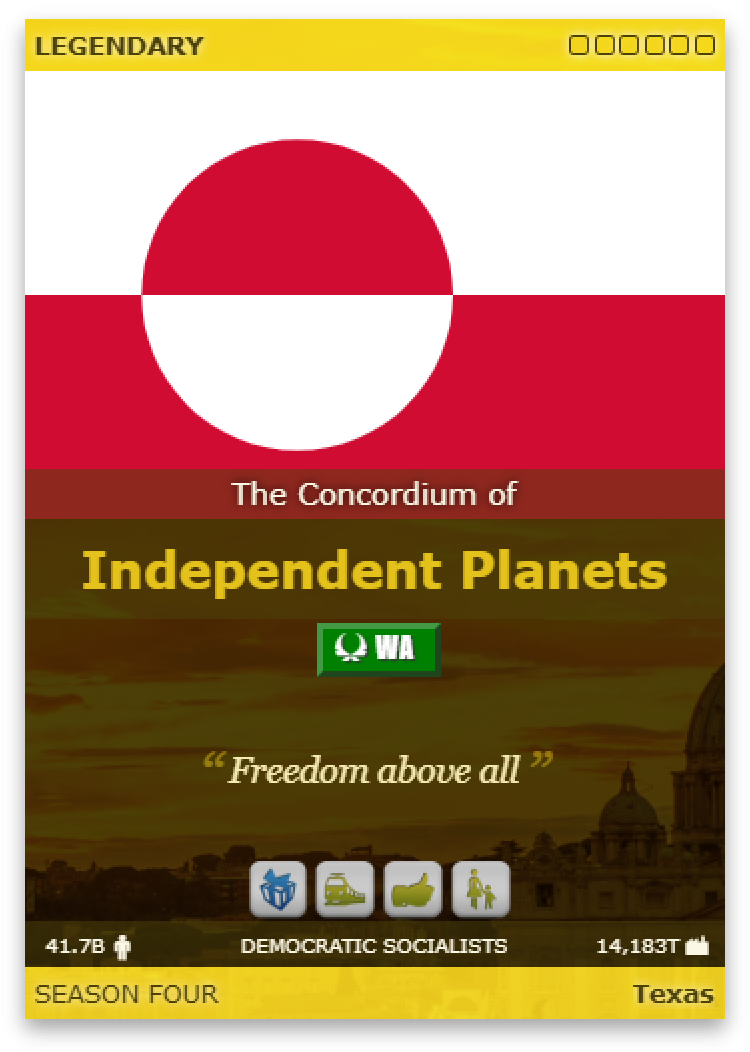 LEGENDARY
The Concordium of
Independent Planets
WA
“Freedom above all”
41.7B DEMOCRATIC SOCIALISTS 14,183T
SEASON FOUR Texas